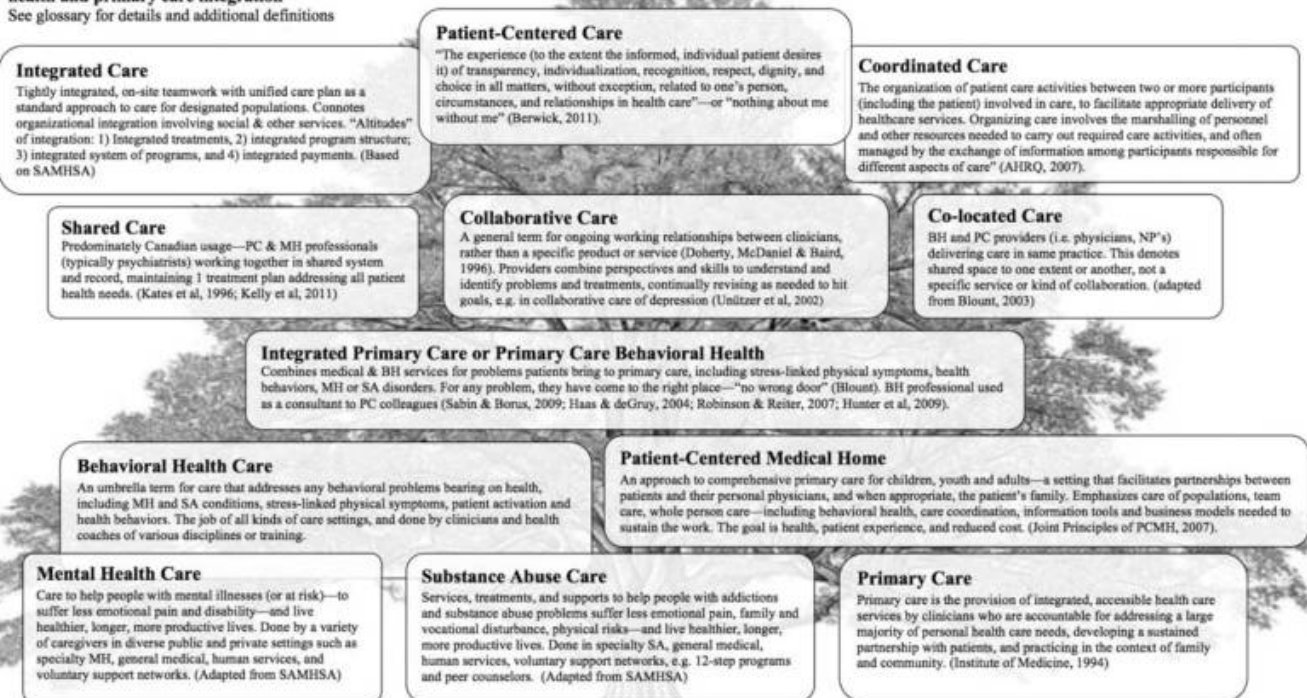 health and primary care integration
See glossary for details and additional definitions
Patient-Centered Care
"The experience (to the extent the informed, individual patient desires
it) of transparency, individualization, recognition, respect, dignity, and
choice in all matters, without exception, related to one's person,
circumstances, and relationships in health care"—or "nothing about me
without me" (Berwick, 2011).
Integrated Care
Tightly integrated, on-site teamwork with unified care plan as a
standard approach to care for designated populations. Connotes
organizational integration involving social & other services. "Altitudes"
of integration: 1) Integrated treatments, 2) integrated program structure;
3) integrated system of programs, and 4) integrated payments. (Based
on SAMHSA)
Coordinated Care
The organization of patient care activities between two or more participants
(including the patient) involved in care, to facilitate appropriate delivery of
healthcare services. Organizing care involves the marshalling of personnel
and other resources needed to carry out required care activities, and often
managed by the exchange of information among participants responsible for
different aspects of care" (AHRQ, 2007).
Shared Care
Predominately Canadian usage—PC & MH professionals
(typically psychiatrists) working together in shared system
and record, maintaining 1 treatment plan addressing all patient
health needs. (Kates et al, 1996; Kelly et al, 2011)
Collaborative Care
A general term for ongoing working relationships between clinicians,
rather than a specific product or service (Doherty, McDaniel & Baird,
1996). Providers combine perspectives and skills to understand and
identify problems and treatments, continually revising as needed to hit
goals, e.g. in collaborative care of depression (Unützer et al, 2002)
Co-located Care
BH and PC providers (i.e. physicians, NP's)
delivering care in same practice. This denotes
shared space to one extent or another, not a
specific service or kind of collaboration. (adapted
from Blount, 2003)
Integrated Primary Care or Primary Care Behavioral Health
Combines medical & BH services for problems patients bring to primary care, including stress-linked physical symptoms, health
behaviors, MH or SA disorders. For any problem, they have come to the right place—"no wrong door" (Blount). BH professional used
as a consultant to PC colleagues (Sabin & Borus, 2009; Haas & deGruy, 2004; Robinson & Reiter, 2007; Hunter et al, 2009).
Behavioral Health Care
An umbrella term for care that addresses any behavioral problems bearing on health,
including MH and SA conditions, stress-linked physical symptoms, patient activation and
health behaviors. The job of all kinds of care settings, and done by clinicians and health
coaches of various disciplines or training.
Patient-Centered Medical Home
An approach to comprehensive primary care for children, youth and adults—a setting that facilitates partnerships between
patients and their personal physicians, and when appropriate, the patient's family. Emphasizes care of populations, team
care, whole person care—including behavioral health, care coordination, information tools and business models needed to
sustain the work. The goal is health, patient experience, and reduced cost. (Joint Principles of PCMH, 2007).
Mental Health Care
Care to help people with mental illnesses (or at risk)—to
suffer less emotional pain and disability—and live
healthier, longer, more productive lives. Done by a variety
of caregivers in diverse public and private settings such as
specialty MH, general medical, human services, and
voluntary support networks. (Adapted from SAMHSA)
Substance Abuse Care
Services, treatments, and supports to help people with addictions
and substance abuse problems suffer less emotional pain, family and
vocational disturbance, physical risks—and live healthier, longer,
more productive lives. Done in specialty SA, general medical,
human services, voluntary support networks, e.g. 12-step programs
and peer counselors. (Adapted from SAMHSA)
Primary Care
Primary care is the provision of integrated, accessible health care
services by clinicians who are accountable for addressing a large
majority of personal health care needs, developing a sustained
partnership with patients, and practicing in the context of family
and community. (Institute of Medicine, 1994)